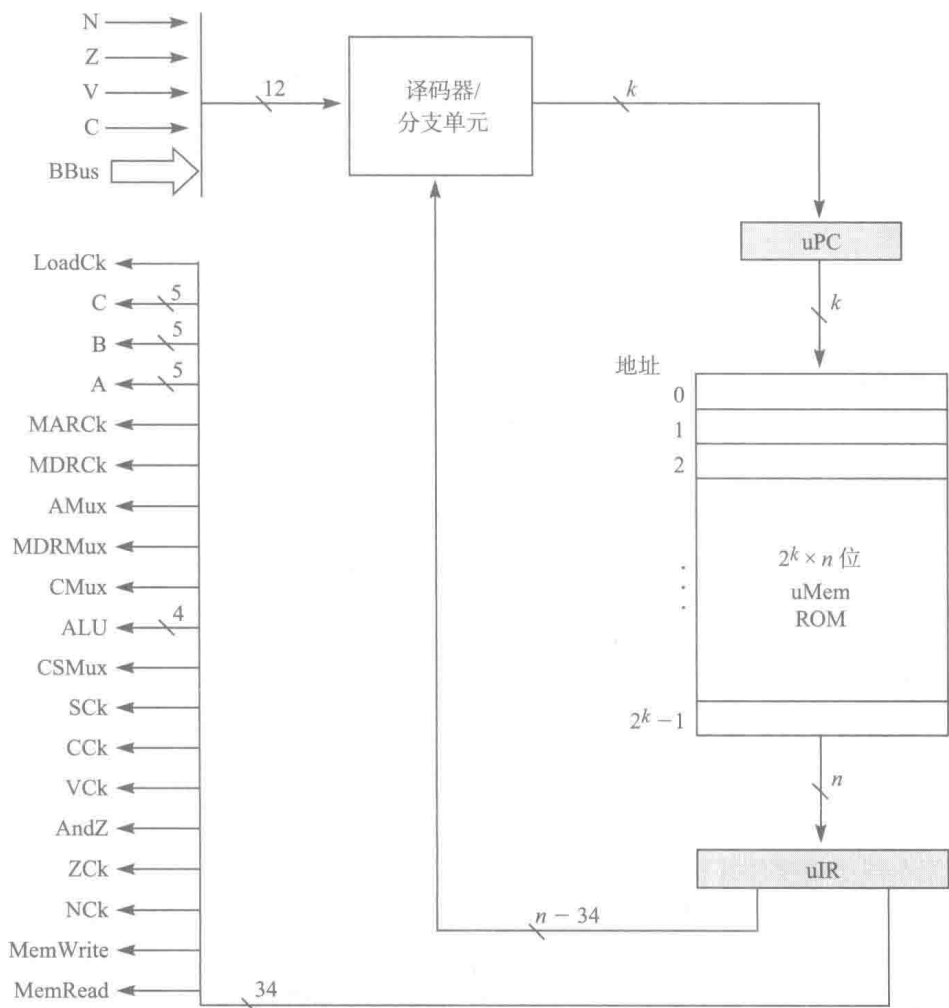 N
Z
V
C
BBus
12
译码器/
分支单元
k
uPC
k
LoadCk
C 5
B 5
A 5
MARCk
MDRCk
AMux
MDRMux
CMux
ALU 4
CSMux
SCk
CCk
VCk
AndZ
ZCk
NCk
MemWrite
MemRead
34
地址
0
1
2
⋮
2^k − 1
2^k × n 位
uMem
ROM
n
uIR
n − 34